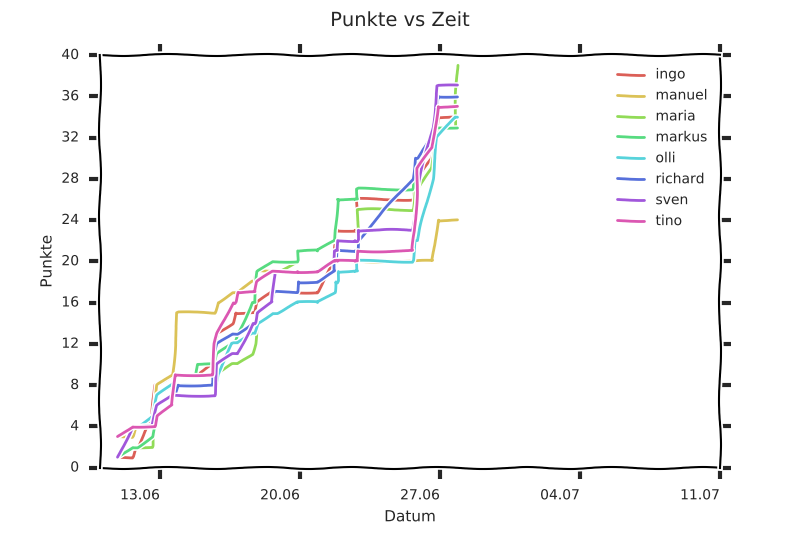 Punkte vs Zeit
40
36
32
28
24
20
16
12
8
4
0
Punkte
ingo
manuel
maria
markus
olli
richard
sven
tino
13.06
20.06
27.06
04.07
11.07
Datum